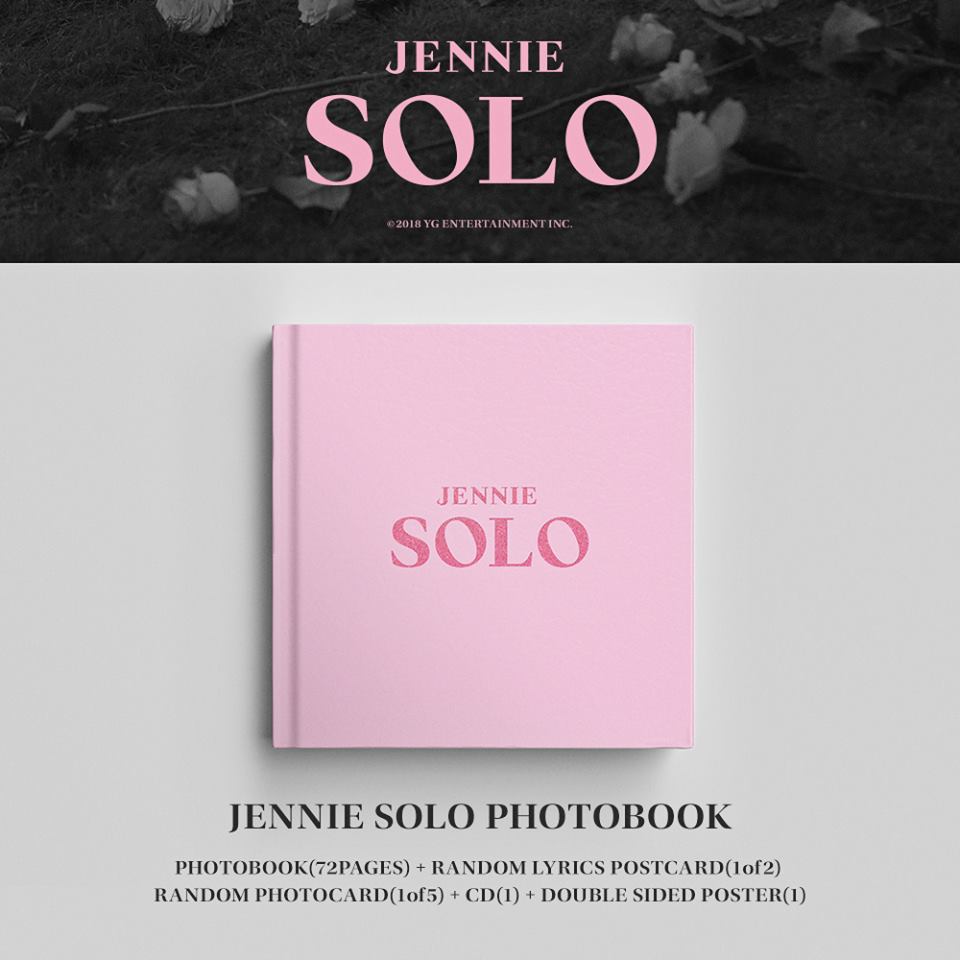 JENNIE
SOLO
©2018 YG ENTERTAINMENT INC.
JENNIE
SOLO
JENNIE SOLO PHOTOBOOK
PHOTOBOOK(72PAGES) + RANDOM LYRICS POSTCARD(1of2)
RANDOM PHOTOCARD(1of5) + CD(1) + DOUBLE SIDED POSTER(1)